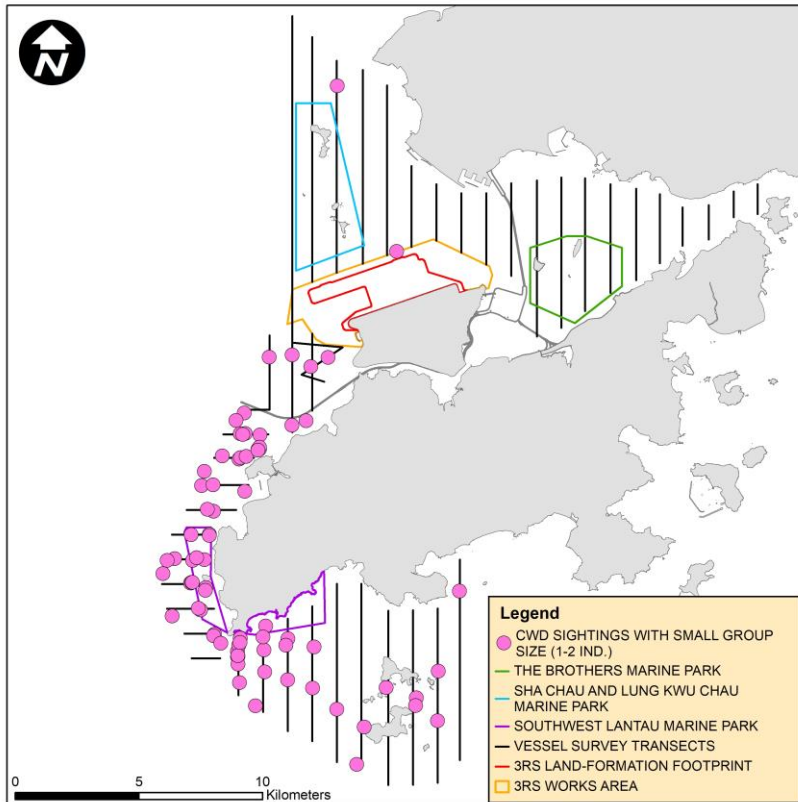 N
Legend
CWD SIGHTINGS WITH SMALL GROUP
SIZE (1-2 IND.)
THE BROTHERS MARINE PARK
SHA CHAU AND LUNG KWU CHAU
MARINE PARK
SOUTHWEST LANTAU MARINE PARK
VESSEL SURVEY TRANSECTS
3RS LAND-FORMATION FOOTPRINT
3RS WORKS AREA
0 5 10
Kilometers